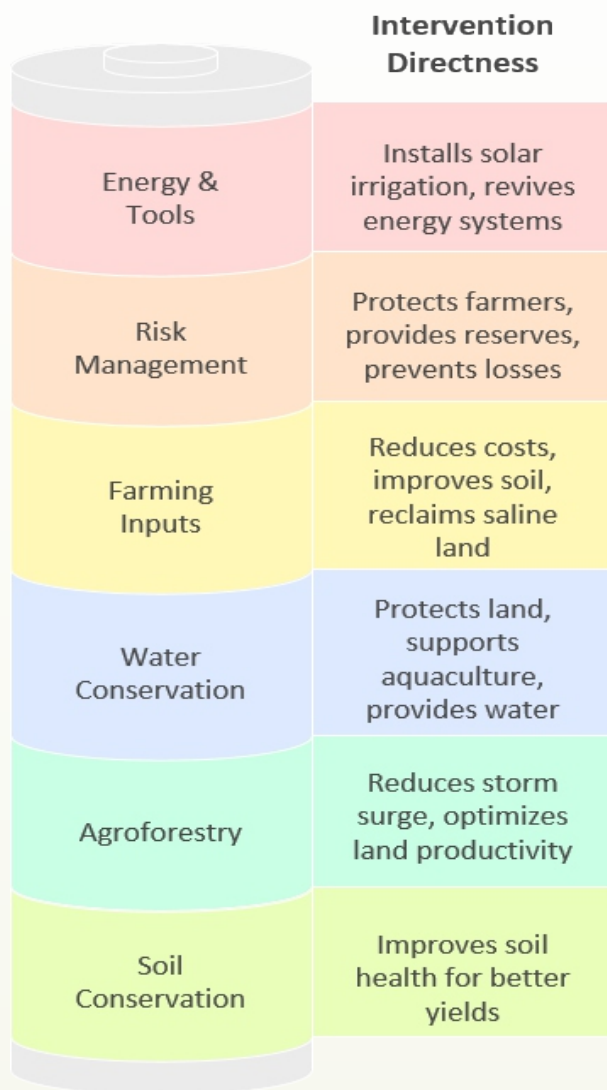 Intervention
Directness
Energy &
Tools
Installs solar
irrigation, revives
energy systems
Risk
Management
Protects farmers,
provides reserves,
prevents losses
Farming
Inputs
Reduces costs,
improves soil,
reclaims saline
land
Water
Conservation
Protects land,
supports
aquaculture,
provides water
Agroforestry
Reduces storm
surge, optimizes
land productivity
Soil
Conservation
Improves soil
health for better
yields